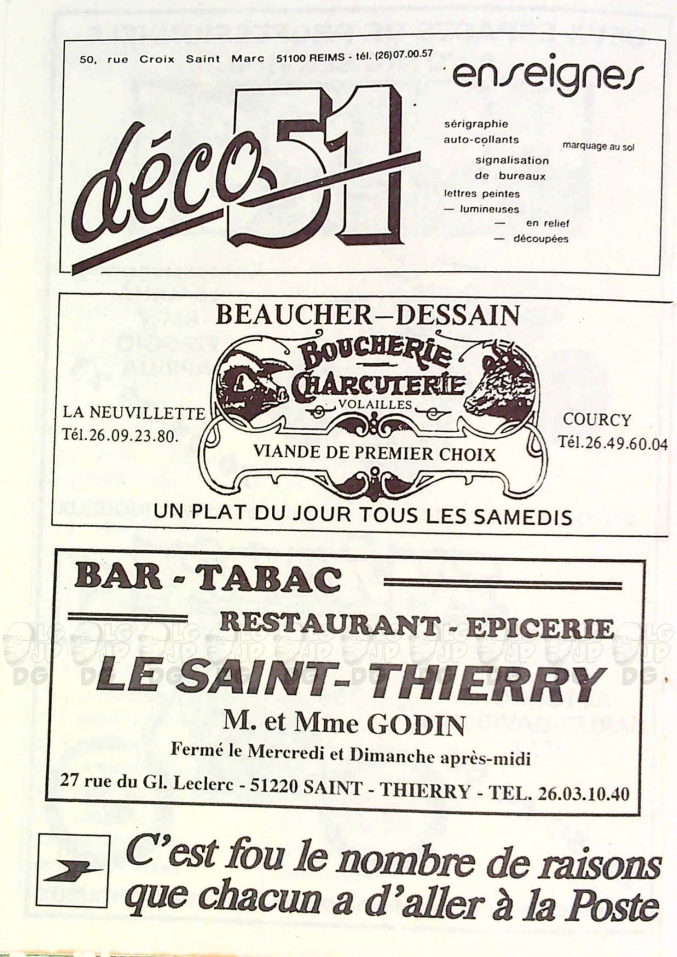 50, rue Croix Saint Marc 51100 REIMS - tél. (26)07.00.57
enseignes
déco 51
sérigraphie
auto-collants
marquage au sol
signalisation
de bureaux
lettres peintes
— lumineuses
— en relief
— découpées
BEAUCHER–DESSAIN
BOUCHERIE-
CHARCUTERIE
VOLAILLES
LA NEUVILLETTE
Tél.26.09.23.80.
COURCY
Tél.26.49.60.04
VIANDE DE PREMIER CHOIX
UN PLAT DU JOUR TOUS LES SAMEDIS
BAR - TABAC
RESTAURANT - EPICERIE
LE SAINT- THIERRY
M. et Mme GODIN
Fermé le Mercredi et Dimanche après-midi
27 rue du Gl. Leclerc - 51220 SAINT - THIERRY - TEL. 26.03.10.40
C'est fou le nombre de raisons
que chacun a d'aller à la Poste